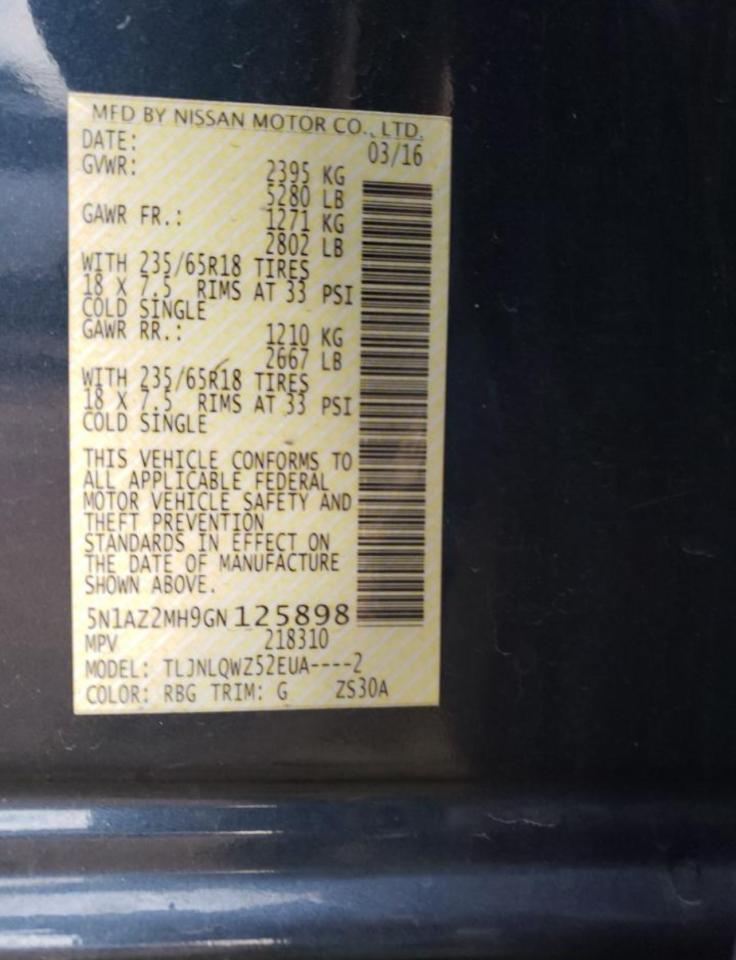 MFD BY NISSAN MOTOR CO., LTD.
DATE: 03/16
GVWR: 2395 KG
5280 LB
GAWR FR.: 1271 KG
2802 LB
WITH 235/65R18 TIRES
18 X 7.5 RIMS AT 33 PSI
COLD SINGLE
GAWR RR.: 1210 KG
2667 LB
WITH 235/65R18 TIRES
18 X 7.5 RIMS AT 33 PSI
COLD SINGLE
THIS VEHICLE CONFORMS TO
ALL APPLICABLE FEDERAL
MOTOR VEHICLE SAFETY AND
THEFT PREVENTION
STANDARDS IN EFFECT ON
THE DATE OF MANUFACTURE
SHOWN ABOVE.
5N1AZ2MH9GN125898
MPV 218310
MODEL: TLJNLQWZ52EUA----2
COLOR: RBG TRIM: G ZS30A